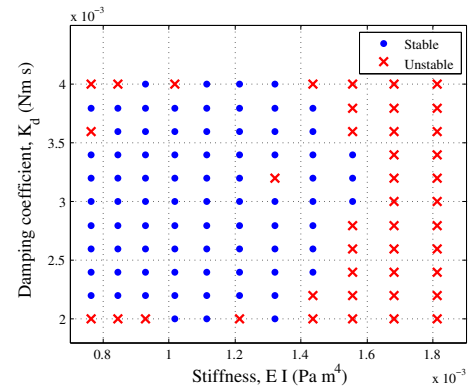 x 10⁻³
Stable
Unstable
4
3.5
3
2.5
2
Damping coefficient, K_d (Nm s)
0.8 1 1.2 1.4 1.6 1.8
x 10⁻³
Stiffness, E I (Pa m⁴)